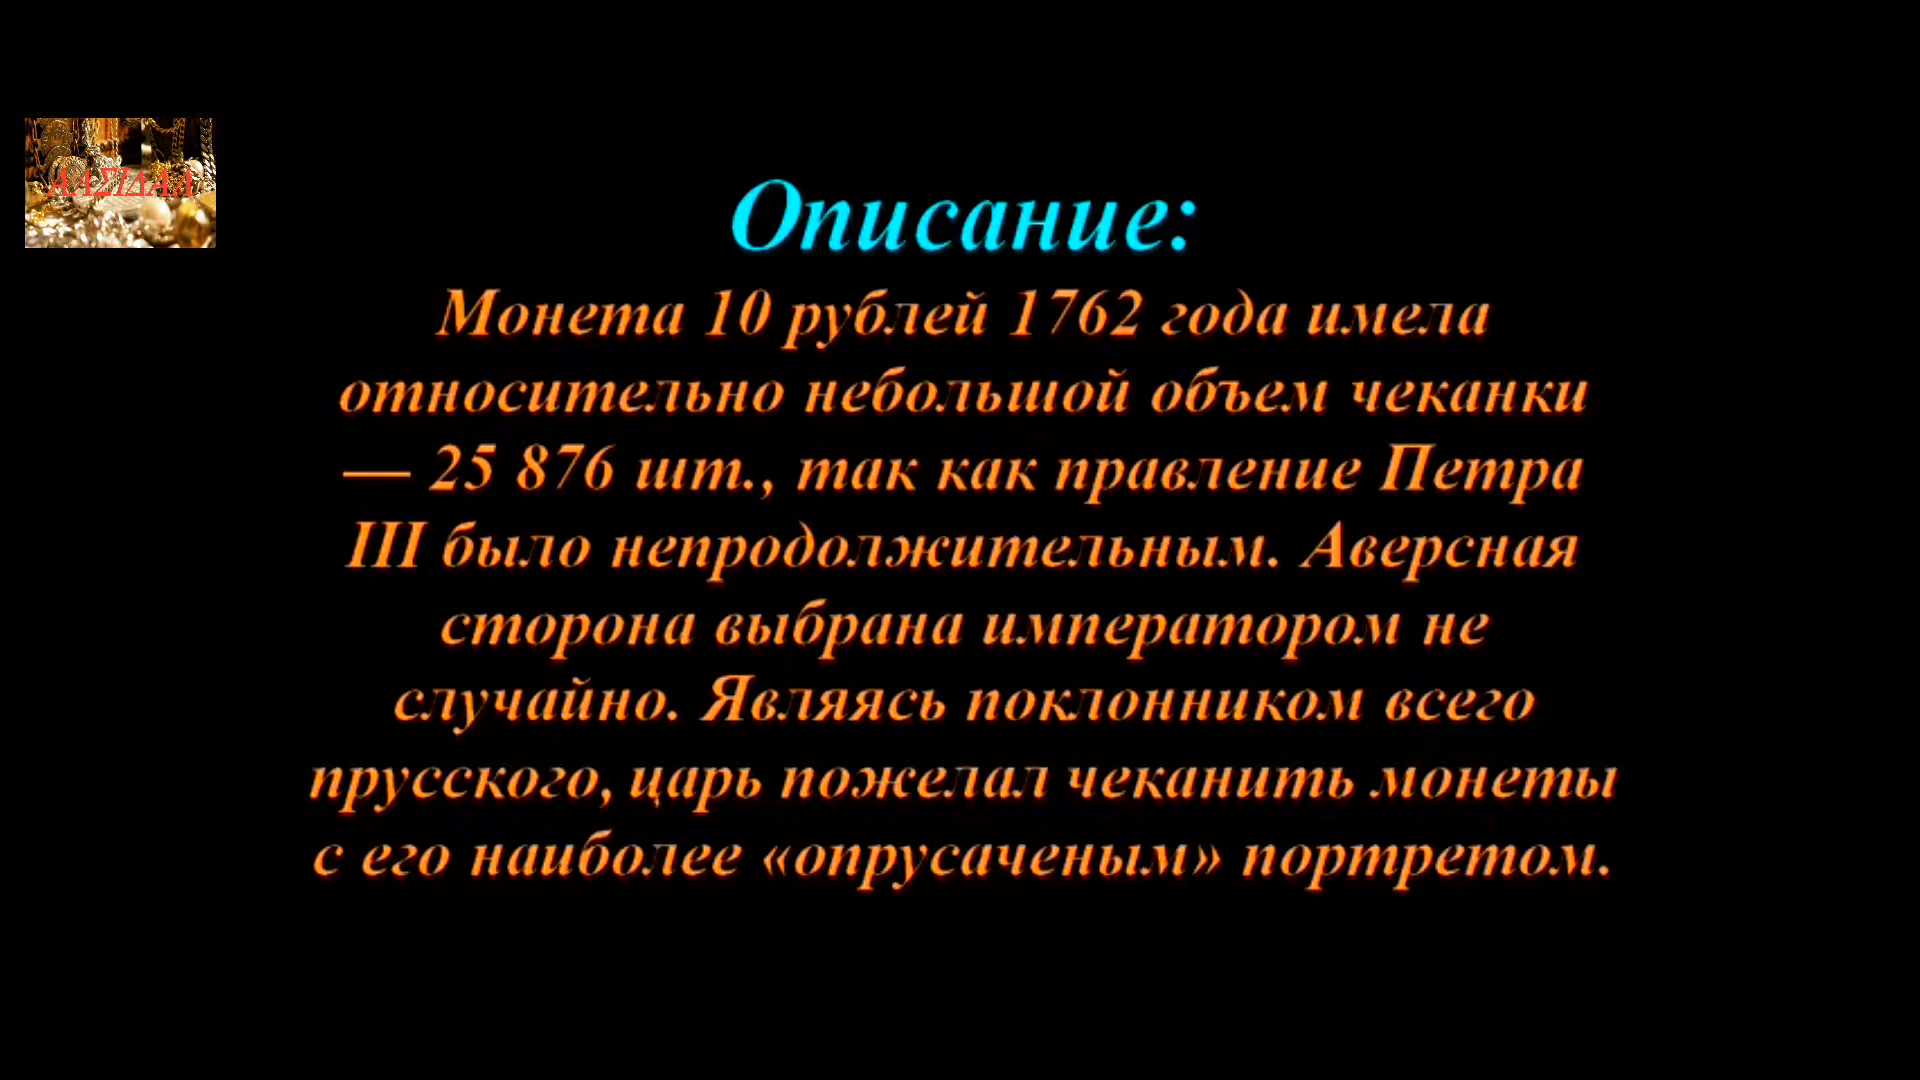 ΑΛΣΙΔΑΛ
Описание:
Монета 10 рублей 1762 года имела
относительно небольшой объем чеканки
— 25 876 шт., так как правление Петра
III было непродолжительным. Аверсная
сторона выбрана императором не
случайно. Являясь поклонником всего
прусского, царь пожелал чеканить монеты
с его наиболее «опрусаченым» портретом.